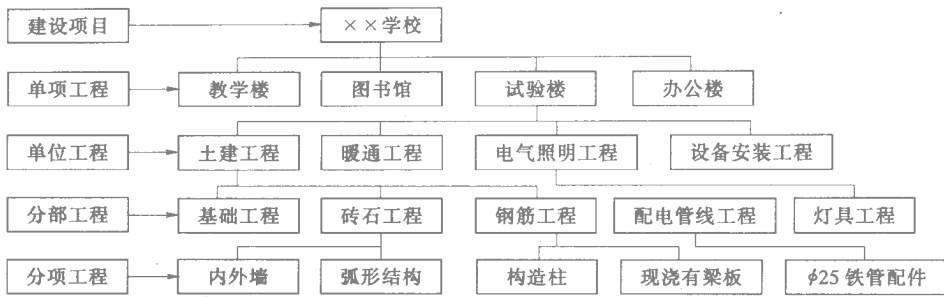 建设项目 ××学校
单项工程 教学楼 图书馆 试验楼 办公楼
单位工程 土建工程 暖通工程 电气照明工程 设备安装工程
分部工程 基础工程 砖石工程 钢筋工程 配电管线工程 灯具工程
分项工程 内外墙 弧形结构 构造柱 现浇有梁板 ϕ25铁管配件